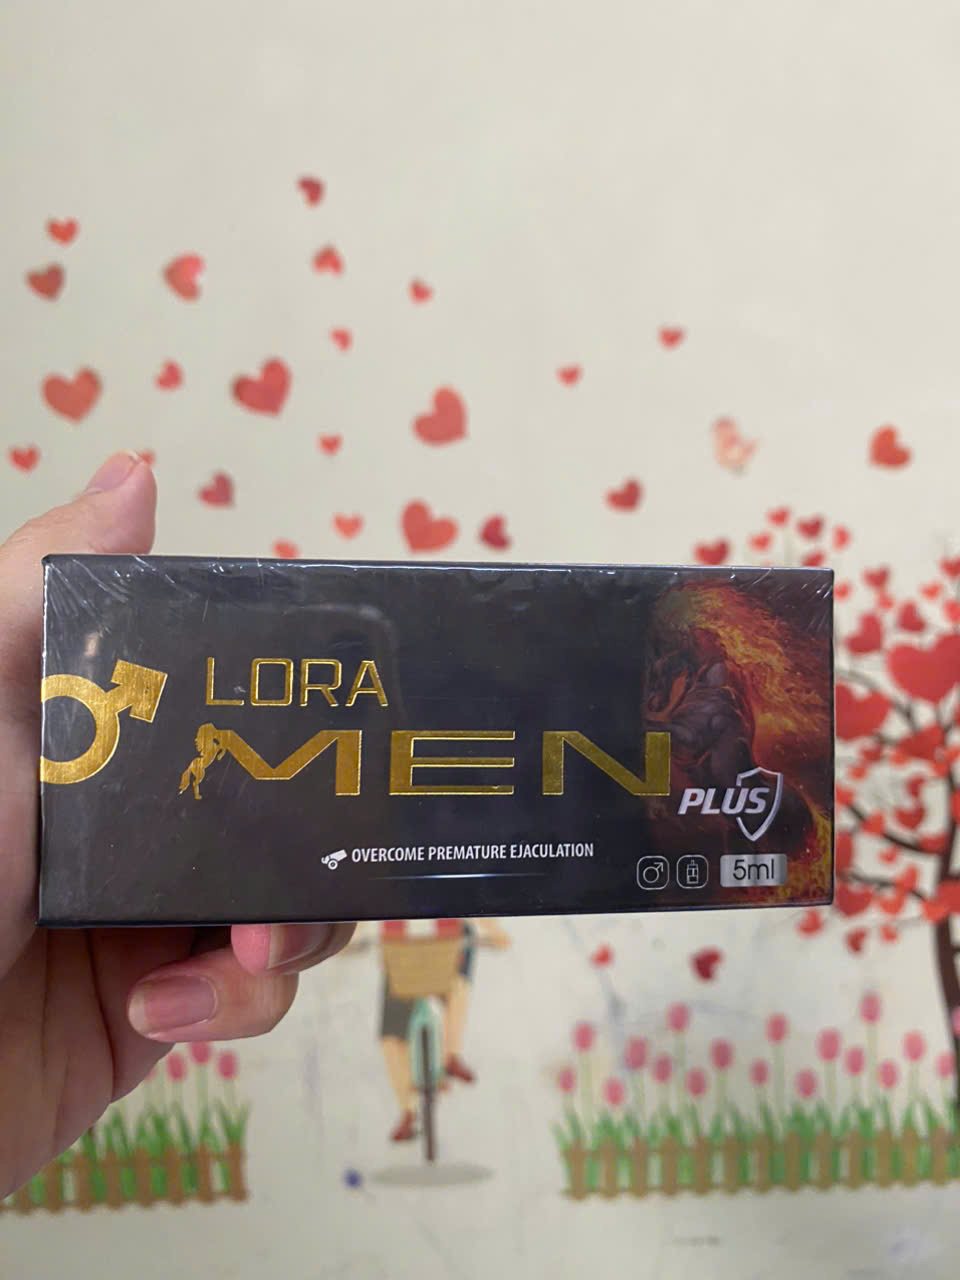 LORA
MEN
PLUS
OVERCOME PREMATURE EJACULATION
5ml